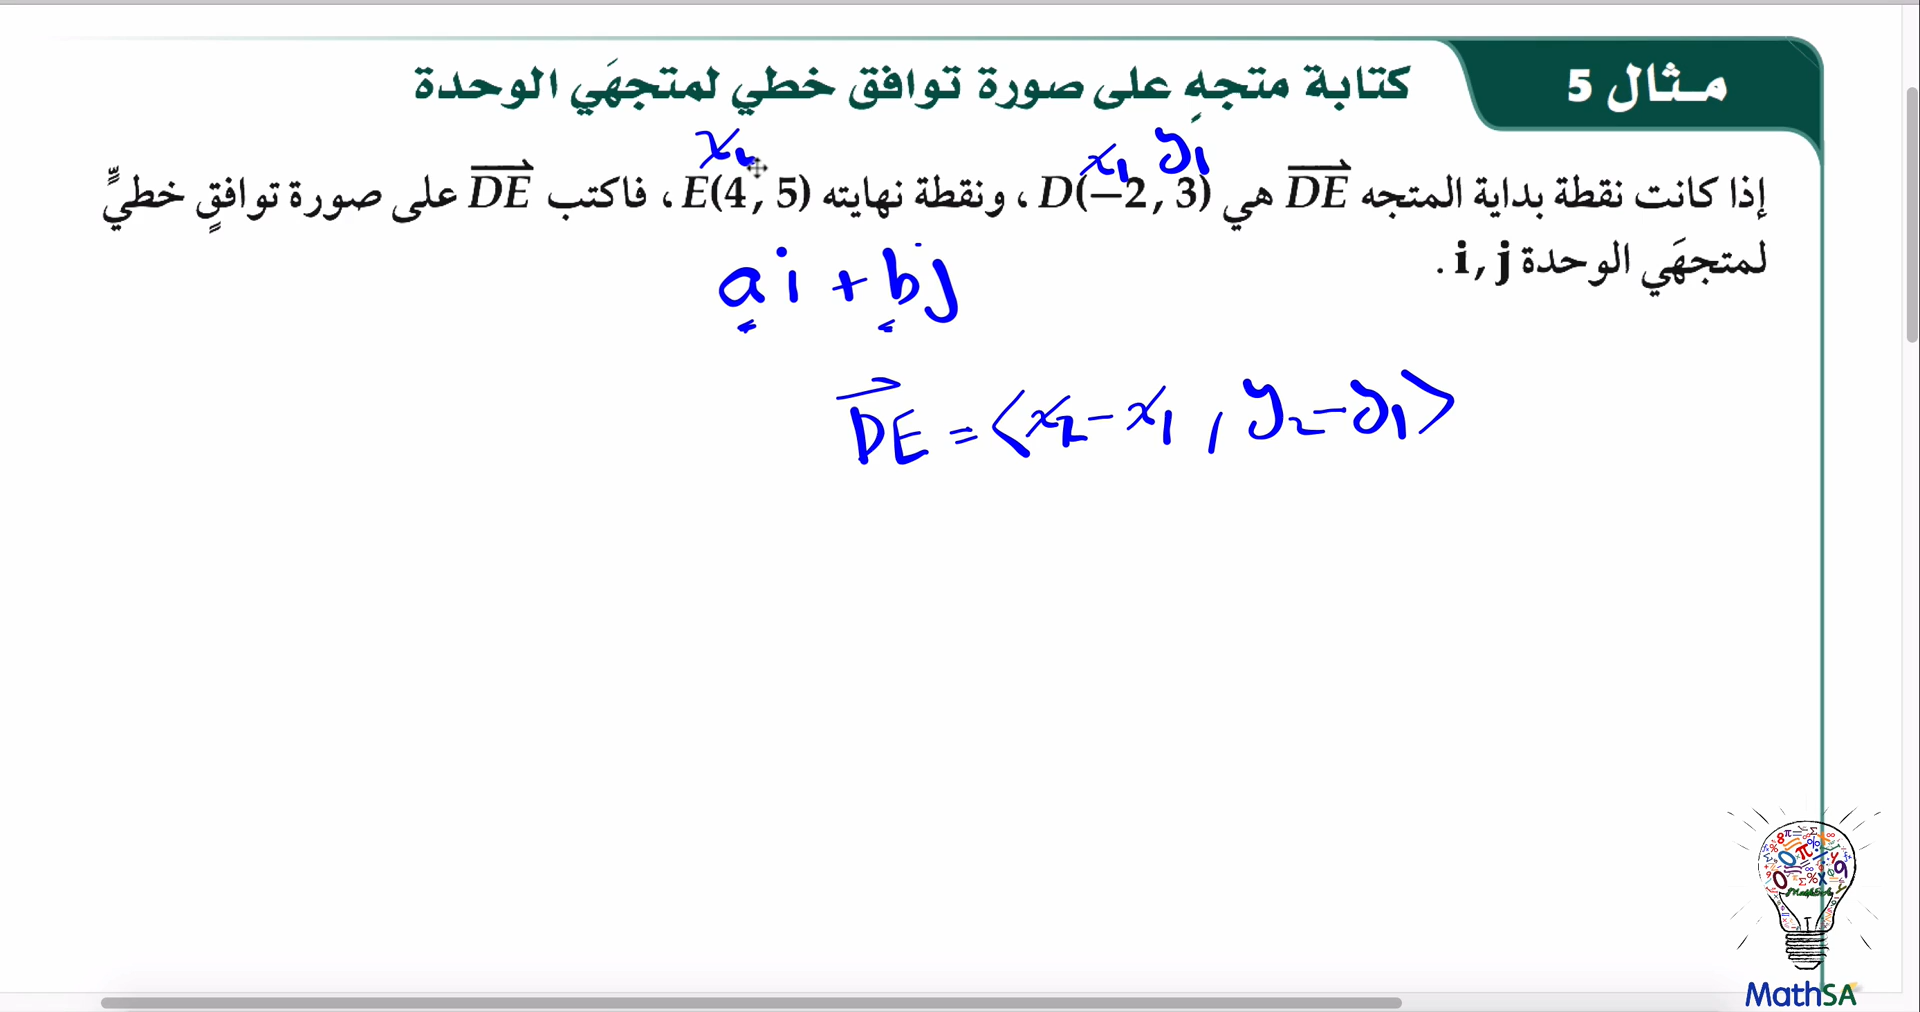 مثال 5
كتابة متجهٍ على صورة توافق خطي لمتجهَي الوحدة
x₂ x₁ y₁
إذا كانت نقطة بداية المتجه DE هي D(−2, 3) ، ونقطة نهايته E(4, 5) ، فاكتب DE على صورة توافقٍ خطيٍّ
لمتجهَي الوحدة i, j .
ai + bj
DE = ⟨x₂ − x₁ , y₂ − y₁⟩
MathSA